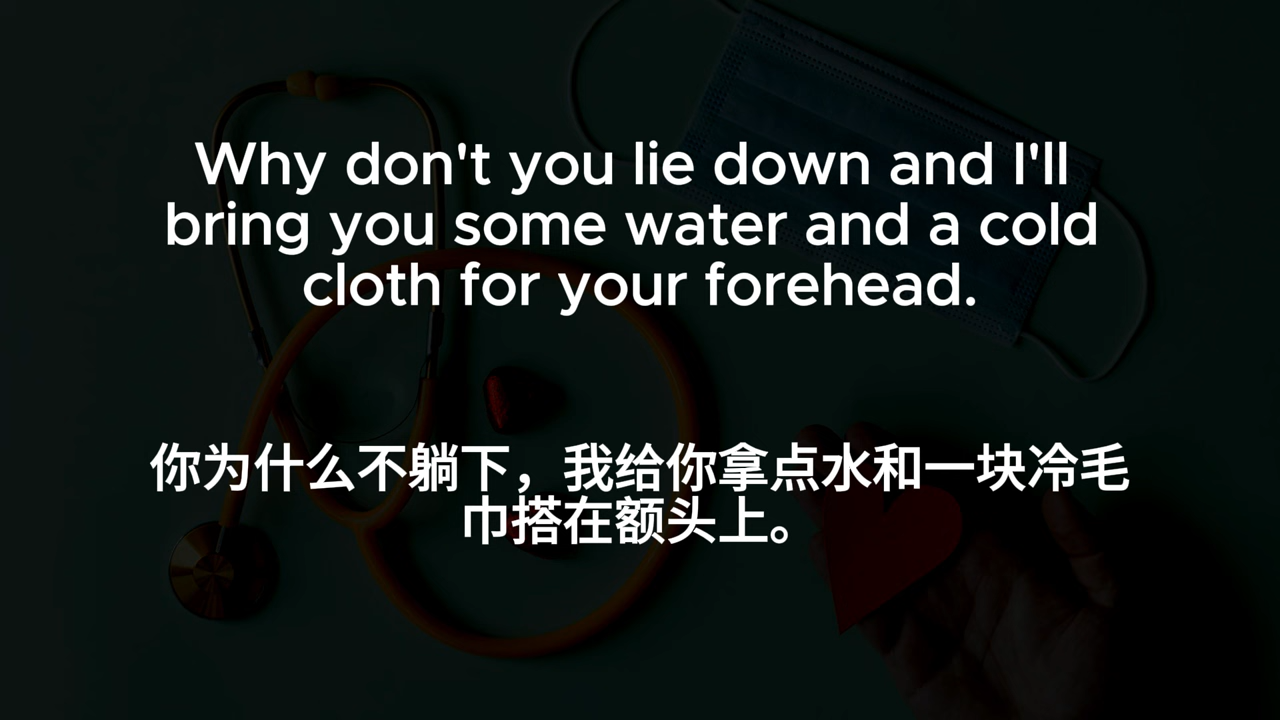 Why don't you lie down and I'll
bring you some water and a cold
cloth for your forehead.
你为什么不躺下，我给你拿点水和一块冷毛
巾搭在额头上。